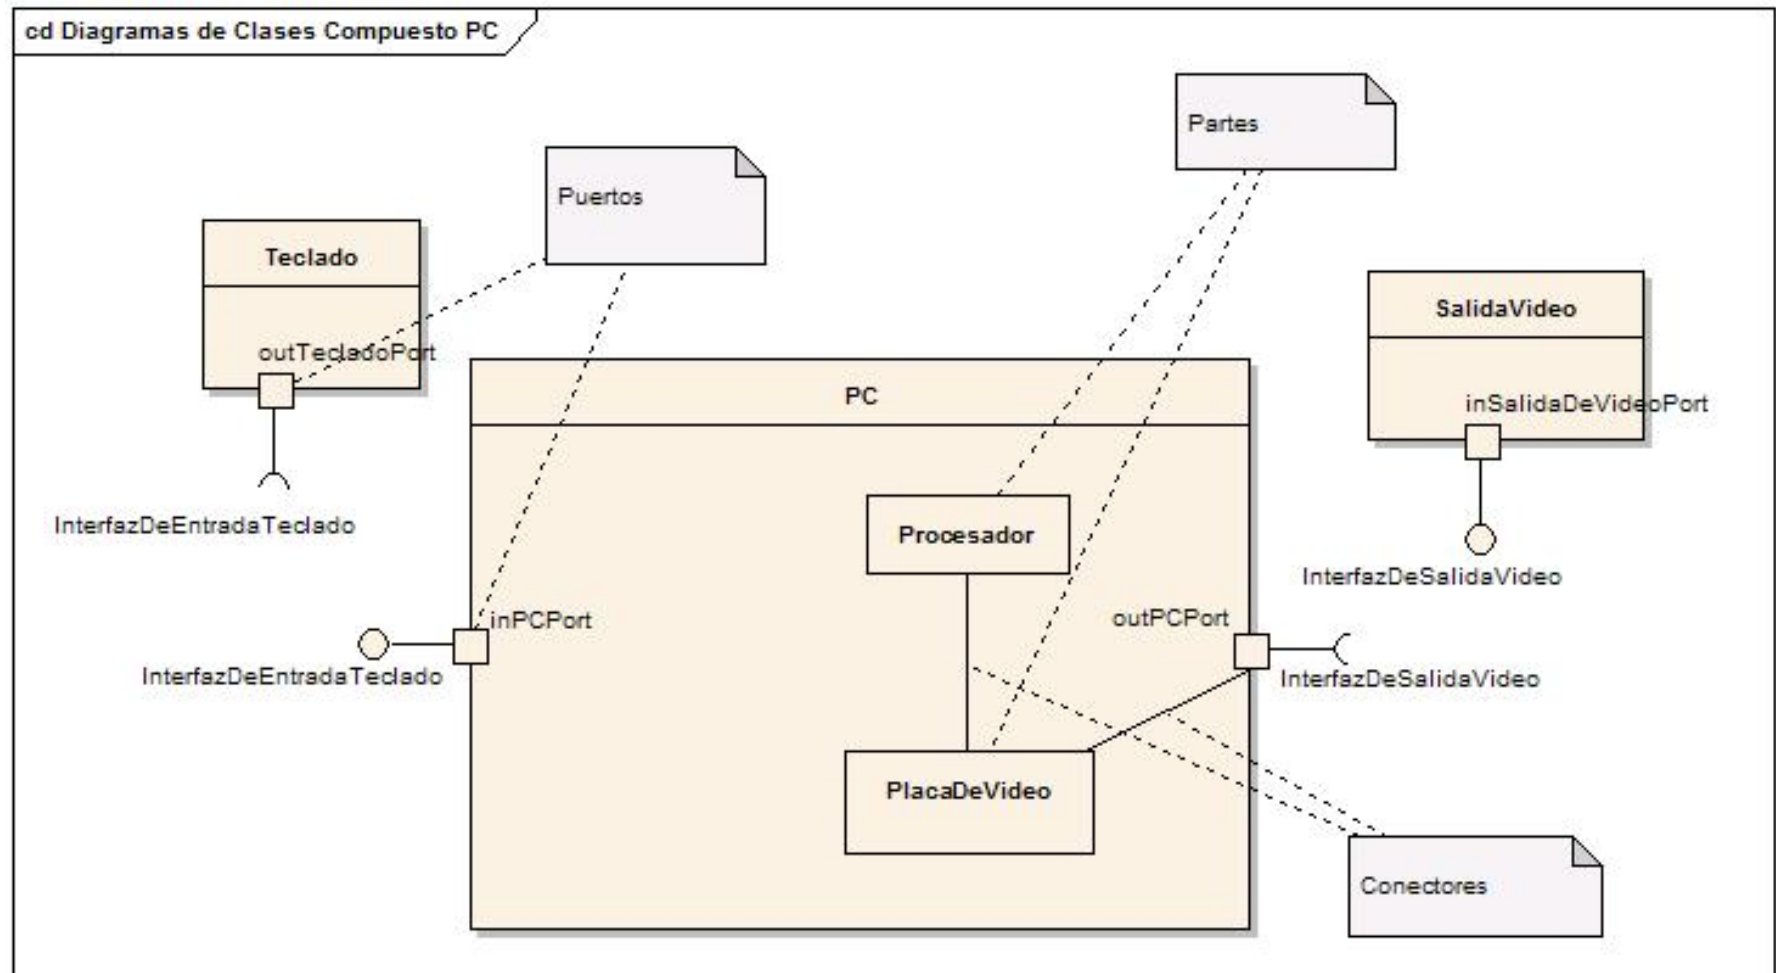 cd Diagramas de Clases Compuesto PC
Partes
Puertos
Teclado
SalidaVideo
outTecladoPort
PC
inSalidaDeVideoPort
InterfazDeEntradaTeclado
Procesador
InterfazDeSalidaVideo
inPCPort
outPCPort
InterfazDeEntradaTeclado
InterfazDeSalidaVideo
PlacaDeVideo
Conectores